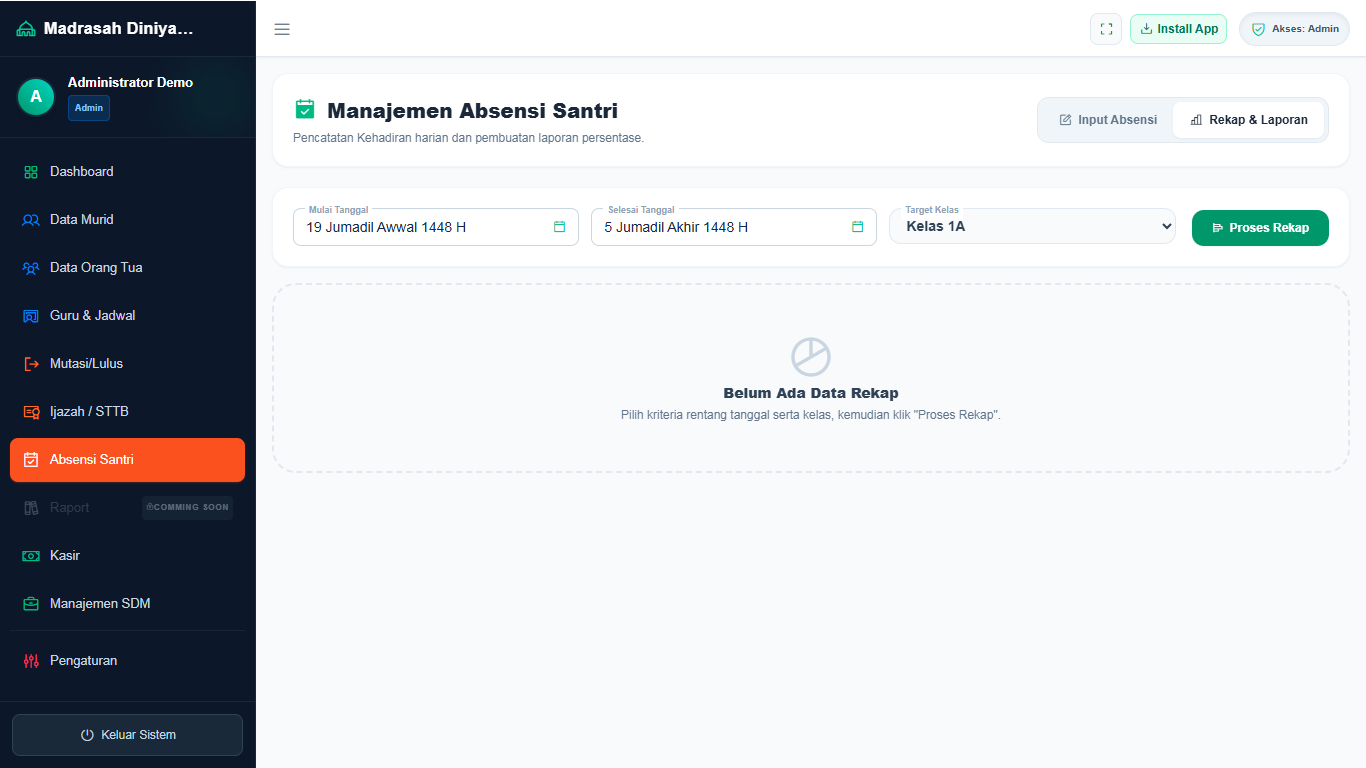 Madrasah Diniya...
Install App
Akses: Admin
A
Administrator Demo
Admin
Dashboard
Data Murid
Data Orang Tua
Guru & Jadwal
Mutasi/Lulus
Ijazah / STTB
Absensi Santri
Raport
COMMING SOON
Kasir
Manajemen SDM
Pengaturan
Keluar Sistem
Manajemen Absensi Santri
Pencatatan Kehadiran harian dan pembuatan laporan persentase.
Input Absensi
Rekap & Laporan
Mulai Tanggal
19 Jumadil Awwal 1448 H
Selesai Tanggal
5 Jumadil Akhir 1448 H
Target Kelas
Kelas 1A
Proses Rekap
Belum Ada Data Rekap
Pilih kriteria rentang tanggal serta kelas, kemudian klik "Proses Rekap".